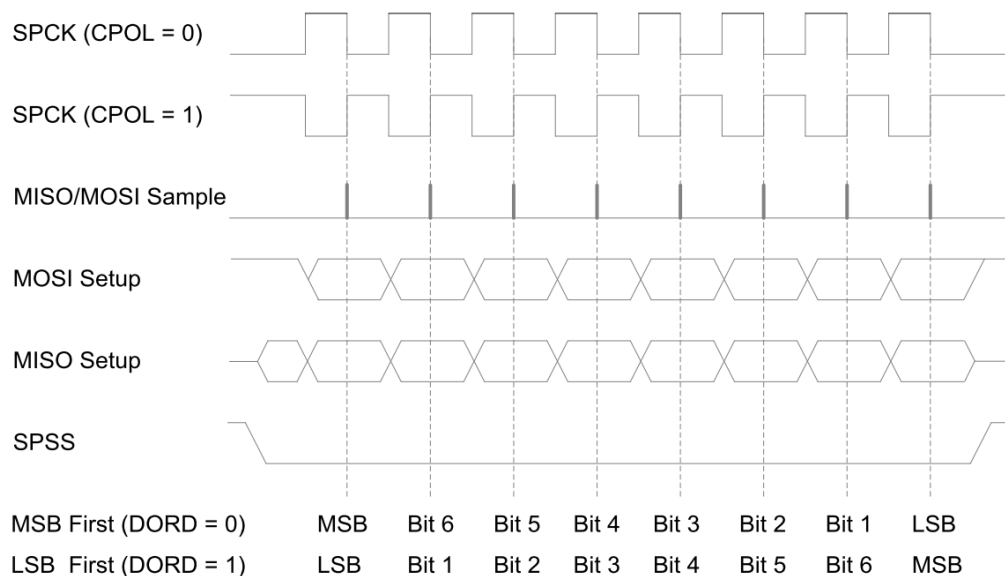 SPCK (CPOL = 0)
SPCK (CPOL = 1)
MISO/MOSI Sample
MOSI Setup
MISO Setup
SPSS
MSB First (DORD = 0) MSB Bit 6 Bit 5 Bit 4 Bit 3 Bit 2 Bit 1 LSB
LSB First (DORD = 1) LSB Bit 1 Bit 2 Bit 3 Bit 4 Bit 5 Bit 6 MSB